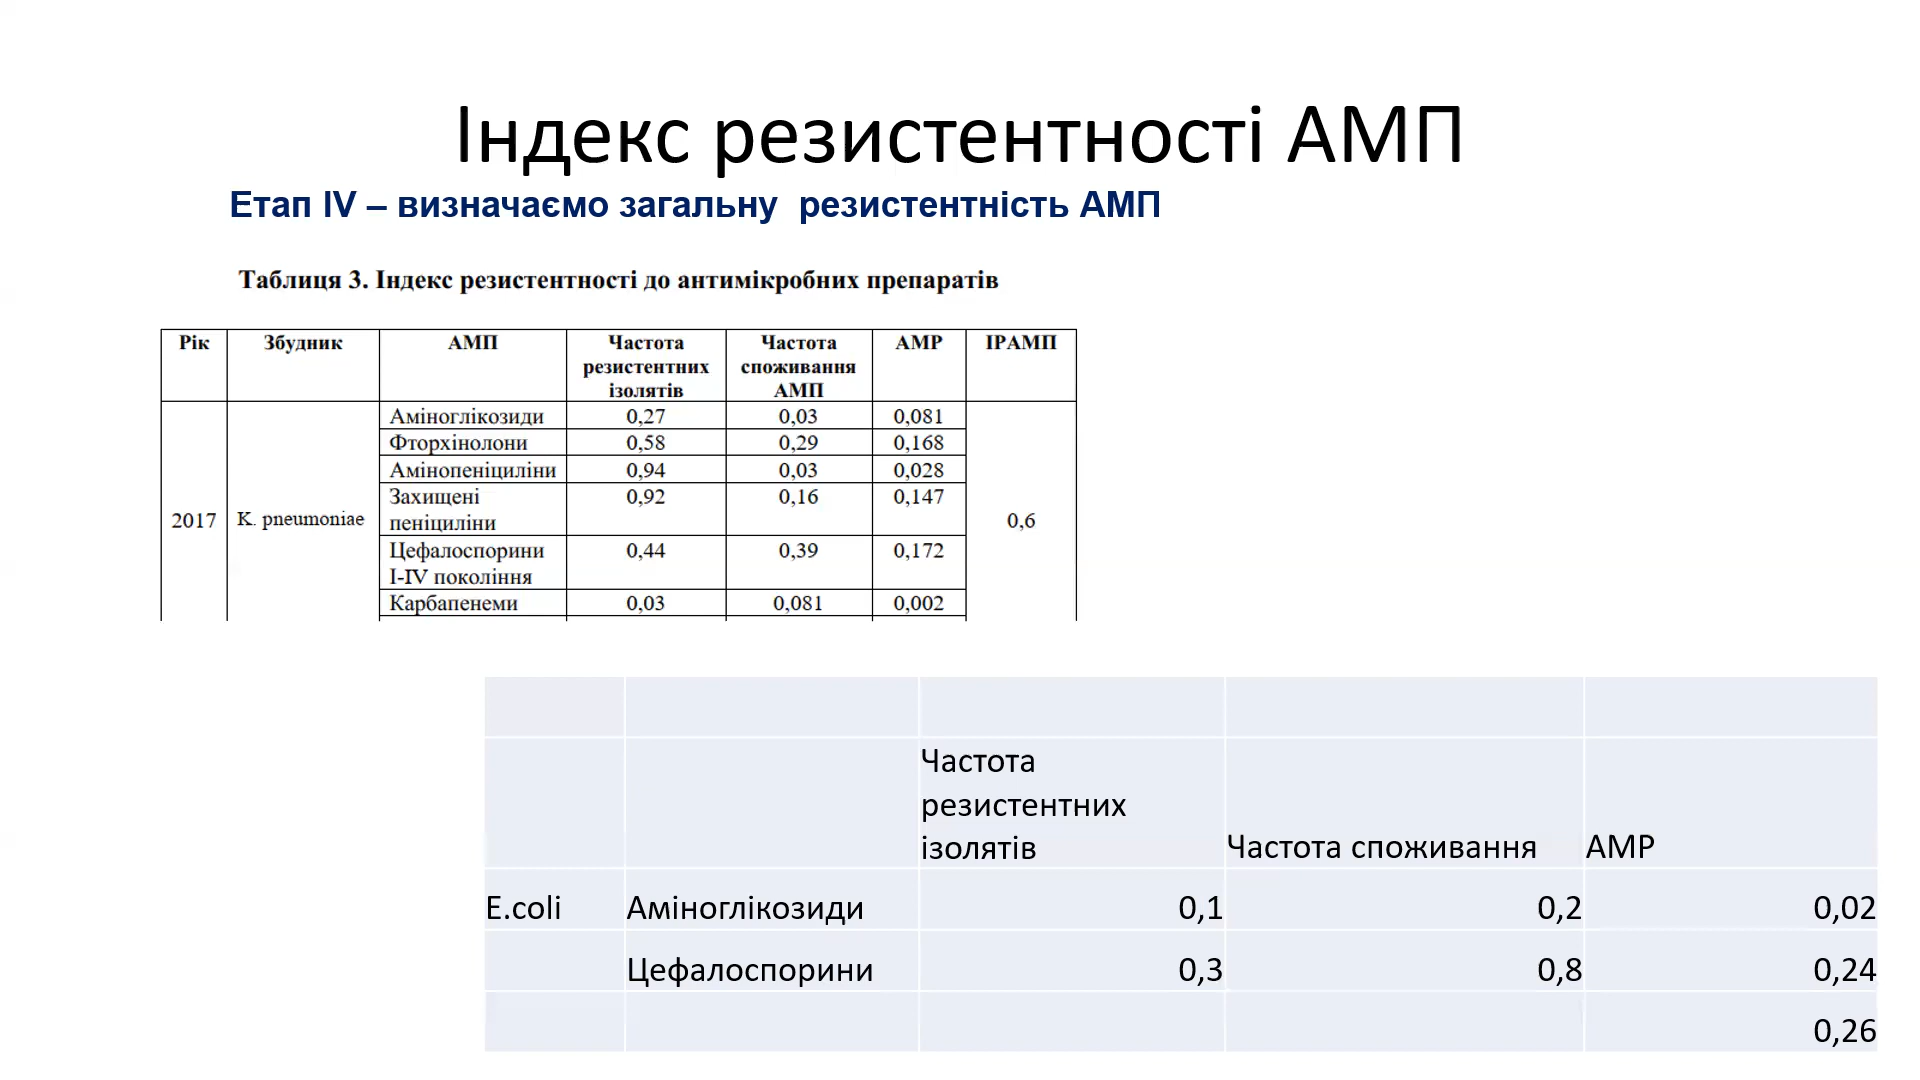 Індекс резистентності АМП
Етап IV – визначаємо загальну резистентність АМП
Таблиця 3. Індекс резистентності до антимікробних препаратів
Рік Збудник АМП Частота резистентних ізолятів Частота споживання АМП АМР ІРАМП
2017 K. pneumoniae 0,6
Аміноглікозиди 0,27 0,03 0,081
Фторхінолони 0,58 0,29 0,168
Амінопеніциліни 0,94 0,03 0,028
Захищені пеніциліни 0,92 0,16 0,147
Цефалоспорини І-IV покоління 0,44 0,39 0,172
Карбапенеми 0,03 0,081 0,002
Частота резистентних ізолятів Частота споживання АМР
E.coli Аміноглікозиди 0,1 0,2 0,02
Цефалоспорини 0,3 0,8 0,24
0,26